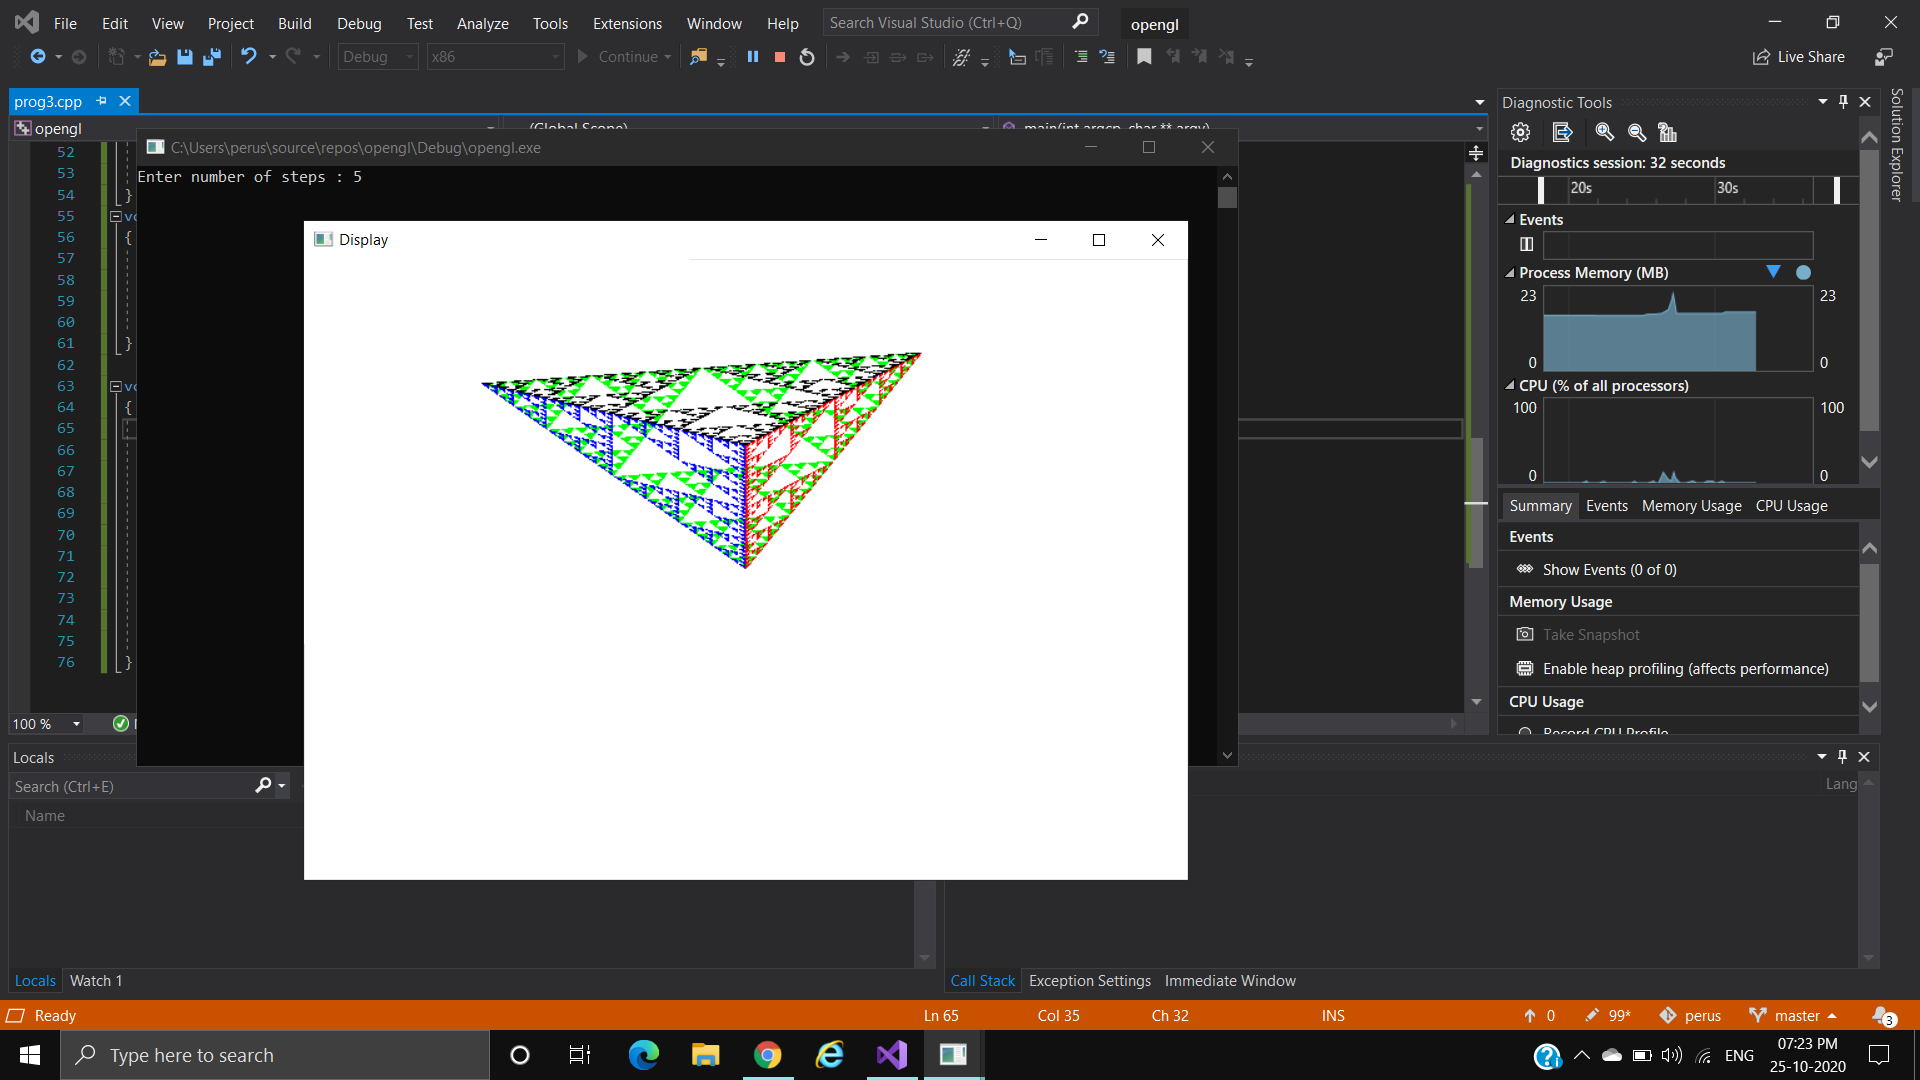 File Edit View Project Build Debug Test Analyze Tools Extensions Window Help Search Visual Studio (Ctrl+Q) opengl
Debug x86 Continue Live Share
prog3.cpp
opengl (Global Scope) main(int argcp, char ** argv)
C:\Users\perus\source\repos\opengl\Debug\opengl.exe
Enter number of steps : 5
Display
52
53
54 }
55 vo
56 {
57
58
59
60
61 }
62
63 vo
64 {
65
66
67
68
69
70
71
72
73
74
75
76 }
100 %
Diagnostic Tools
Diagnostics session: 32 seconds
20s 30s
Events
Process Memory (MB)
23 23
0 0
CPU (% of all processors)
100 100
0 0
Summary Events Memory Usage CPU Usage
Events
Show Events (0 of 0)
Memory Usage
Take Snapshot
Enable heap profiling (affects performance)
CPU Usage
Record CPU Profile
Solution Explorer
Locals
Search (Ctrl+E)
Name
Lang
Locals Watch 1
Call Stack Exception Settings Immediate Window
Ready Ln 65 Col 35 Ch 32 INS 0 99* perus master 3
Type here to search ENG 07:23 PM
25-10-2020